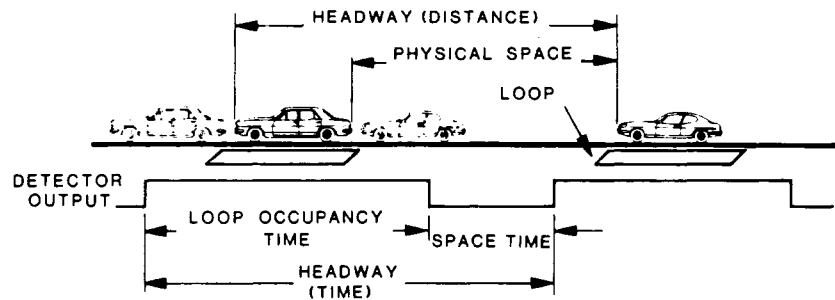 HEADWAY (DISTANCE)
PHYSICAL SPACE
LOOP
DETECTOR
OUTPUT
LOOP OCCUPANCY
TIME
SPACE TIME
HEADWAY
(TIME)